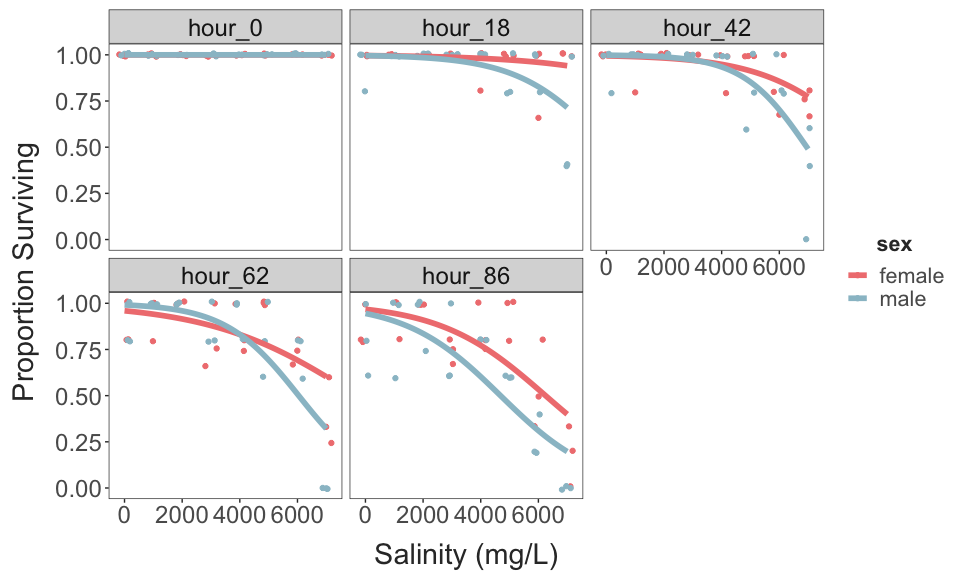 hour_0 hour_18 hour_42
1.00
0.75
0.50
0.25
0.00
0 2000 4000 6000
hour_62 hour_86
1.00
0.75
0.50
0.25
0.00
0 2000 4000 6000 0 2000 4000 6000
Proportion Surviving
Salinity (mg/L)
sex
female
male